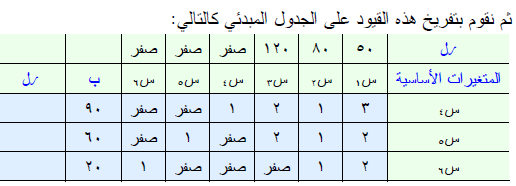 ثم نقوم بتفريخ هذه القيود على الجدول المبدئي كالتالي:
رل ٥٠ ٨٠ ١٢٠ صفر صفر صفر
المتغيرات الأساسية س١ س٢ س٣ س٤ س٥ س٦ ب رل
س٤ ٣ ١ ٢ ١ صفر صفر ٩٠
س٥ ٢ ١ ٢ صفر ١ صفر ٦٠
س٦ ٢ ١ صفر صفر صفر ١ ٢٠